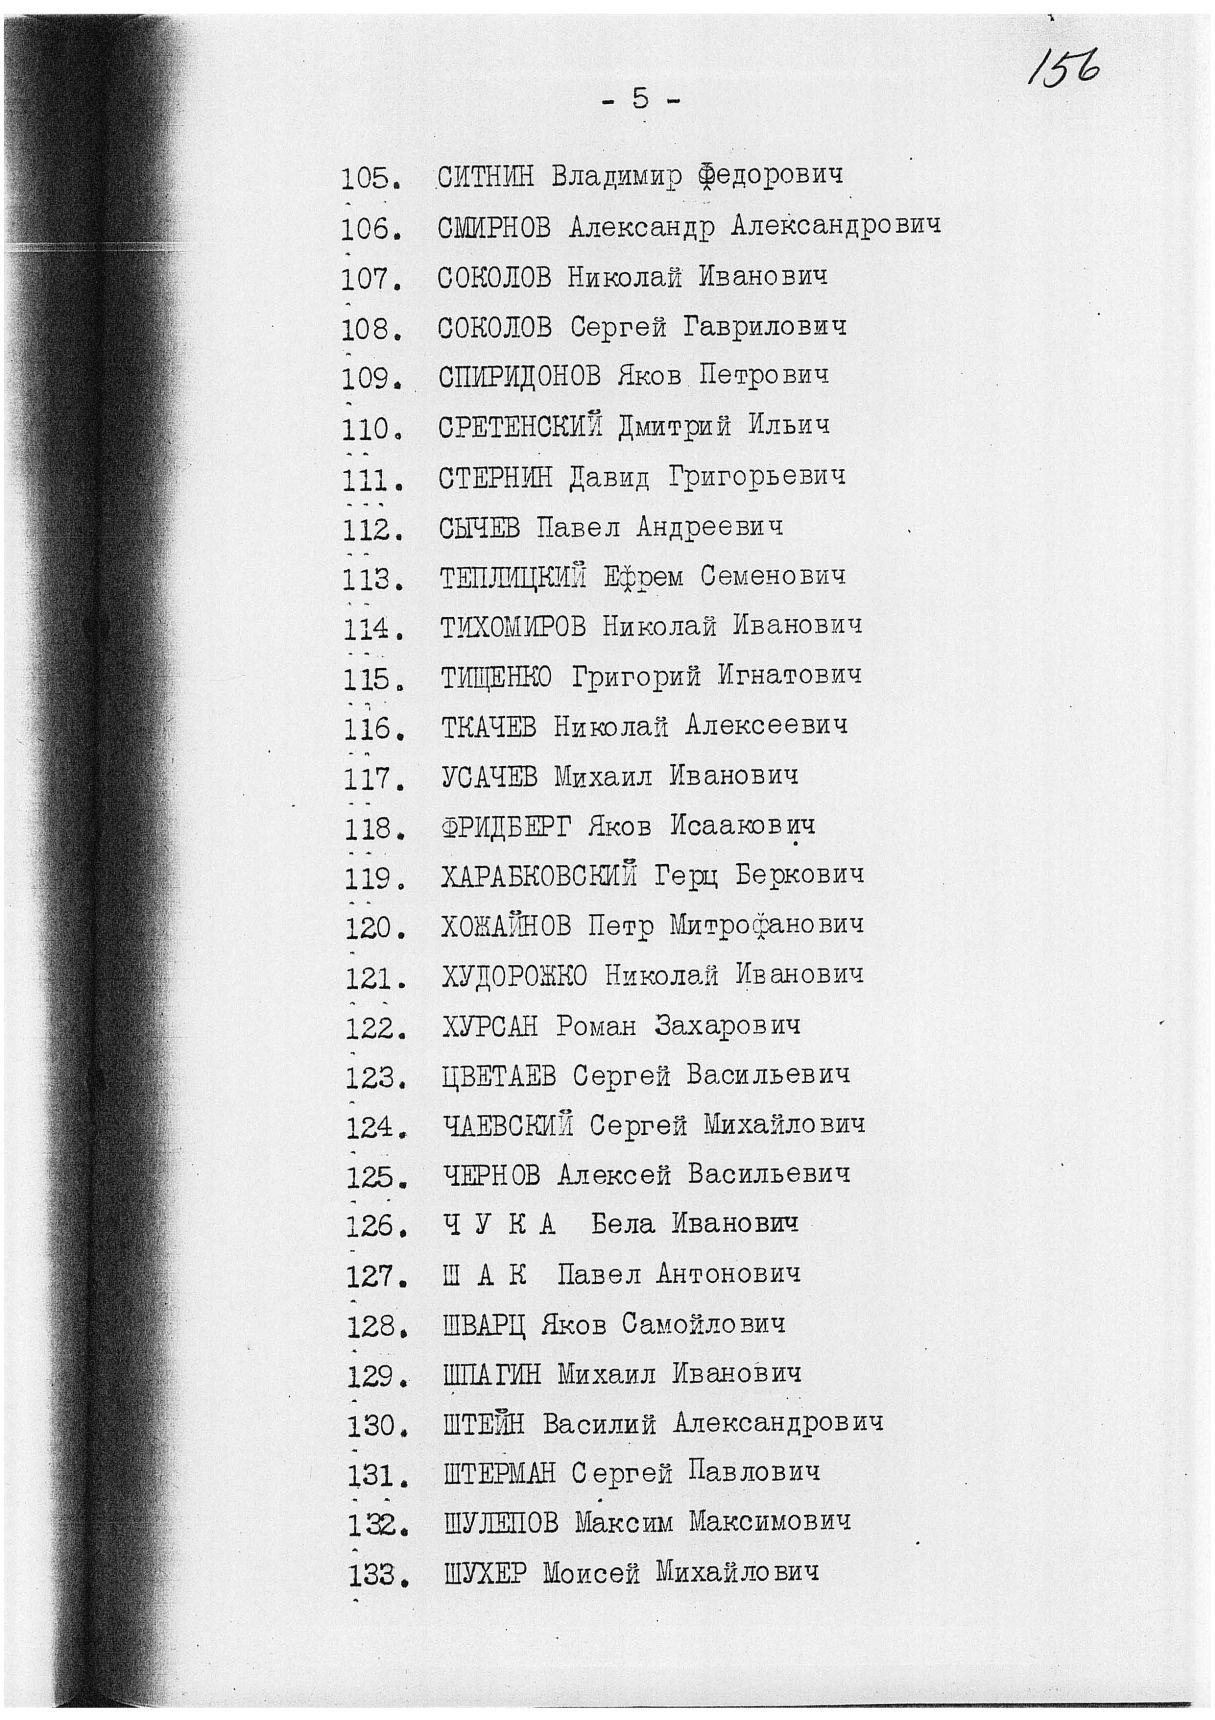 156
- 5 -
105. СИТНИН Владимир Федорович
106. СМИРНОВ Александр Александрович
107. СОКОЛОВ Николай Иванович
108. СОКОЛОВ Сергей Гаврилович
109. СПИРИДОНОВ Яков Петрович
110. СРЕТЕНСКИЙ Дмитрий Ильич
111. СТЕРНИН Давид Григорьевич
112. СЫЧЕВ Павел Андреевич
113. ТЕПЛИЦКИЙ Ефрем Семенович
114. ТИХОМИРОВ Николай Иванович
115. ТИЩЕНКО Григорий Игнатович
116. ТКАЧЕВ Николай Алексеевич
117. УСАЧЕВ Михаил Иванович
118. ФРИДБЕРГ Яков Исаакович
119. ХАРАБКОВСКИЙ Герц Беркович
120. ХОЖАЙНОВ Петр Митрофанович
121. ХУДОРОЖКО Николай Иванович
122. ХУРСАН Роман Захарович
123. ЦВЕТАЕВ Сергей Васильевич
124. ЧАЕВСКИЙ Сергей Михайлович
125. ЧЕРНОВ Алексей Васильевич
126. Ч У К А Бела Иванович
127. Ш А К Павел Антонович
128. ШВАРЦ Яков Самойлович
129. ШПАГИН Михаил Иванович
130. ШТЕЙН Василий Александрович
131. ШТЕРМАН Сергей Павлович
132. ШУЛЕПОВ Максим Максимович
133. ШУХЕР Моисей Михайлович